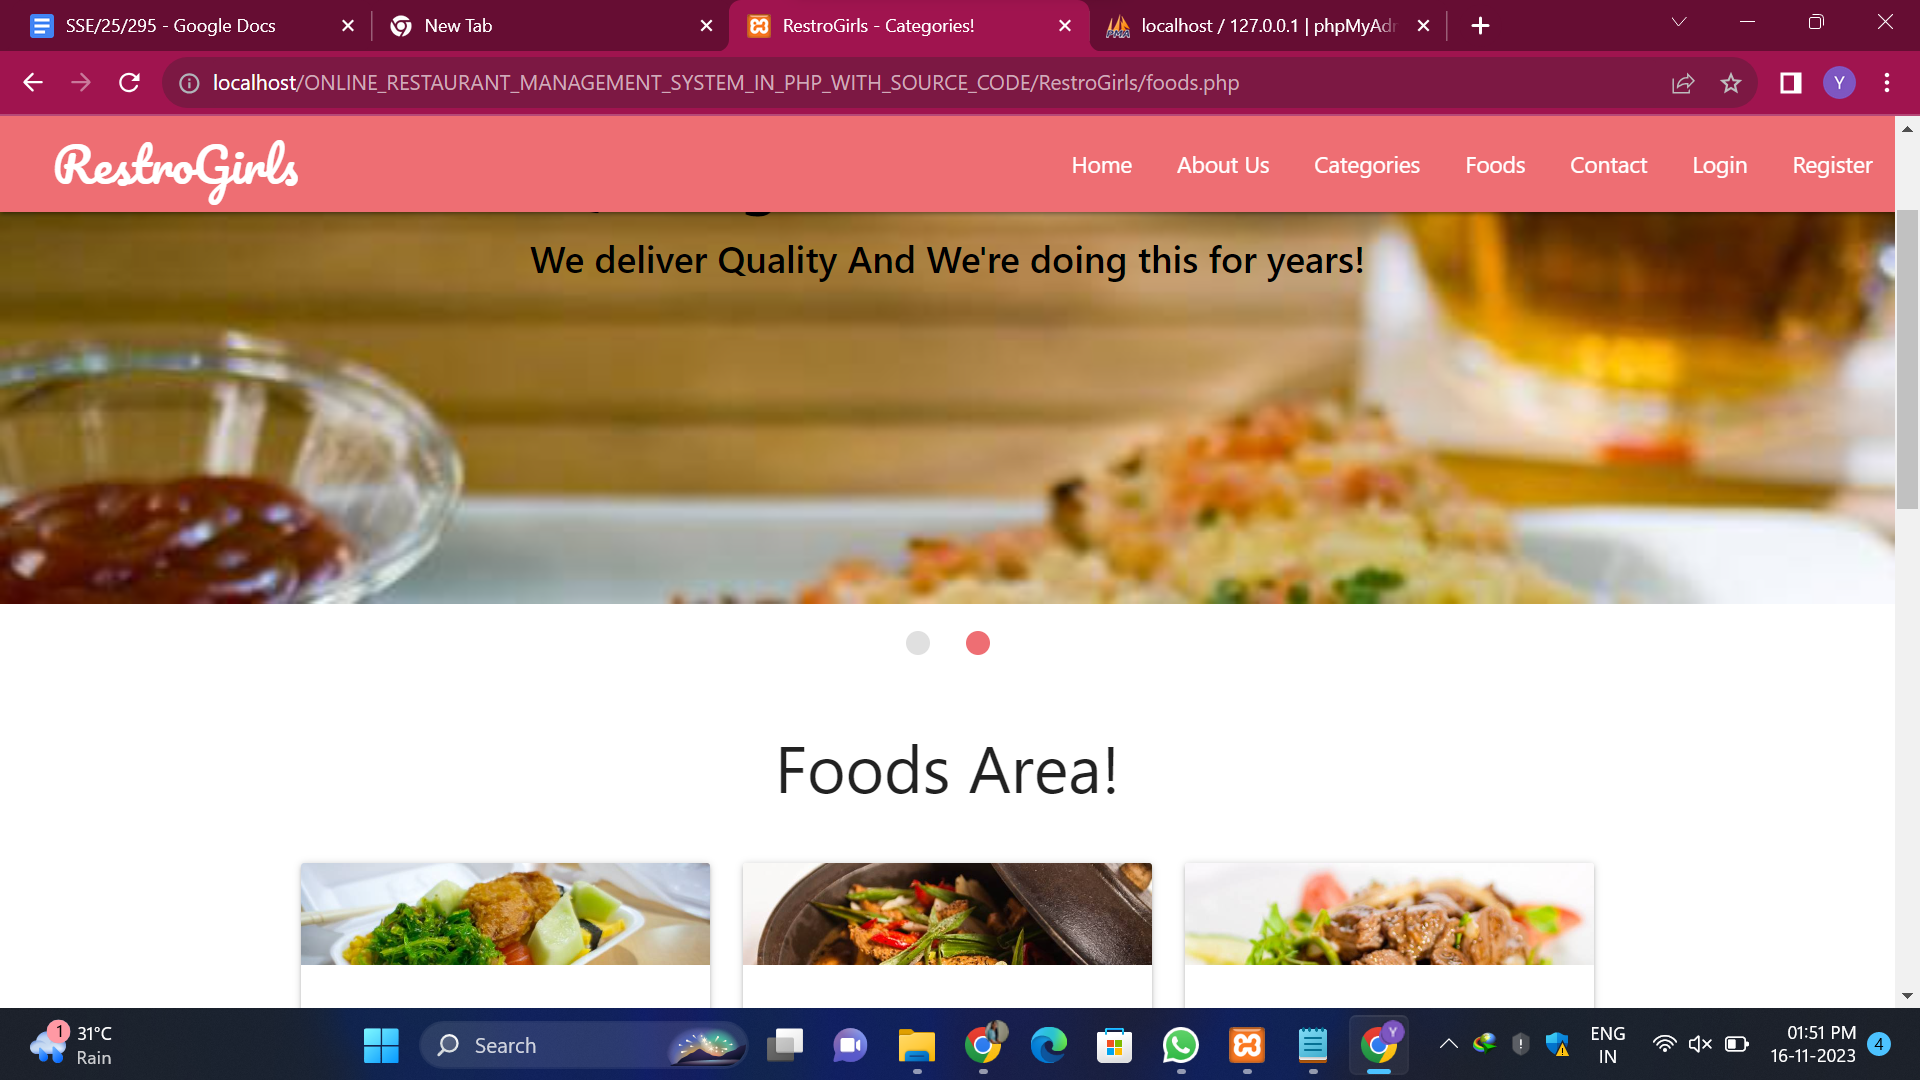 SSE/25/295 - Google Docs
New Tab
RestroGirls - Categories!
localhost / 127.0.0.1 | phpMyAdr
localhost/ONLINE_RESTAURANT_MANAGEMENT_SYSTEM_IN_PHP_WITH_SOURCE_CODE/RestroGirls/foods.php
Y
RestroGirls
Home
About Us
Categories
Foods
Contact
Login
Register
We deliver Quality And We're doing this for years!
Foods Area!
1
31°C
Rain
Search
Y
ENG
IN
01:51 PM
16-11-2023
4